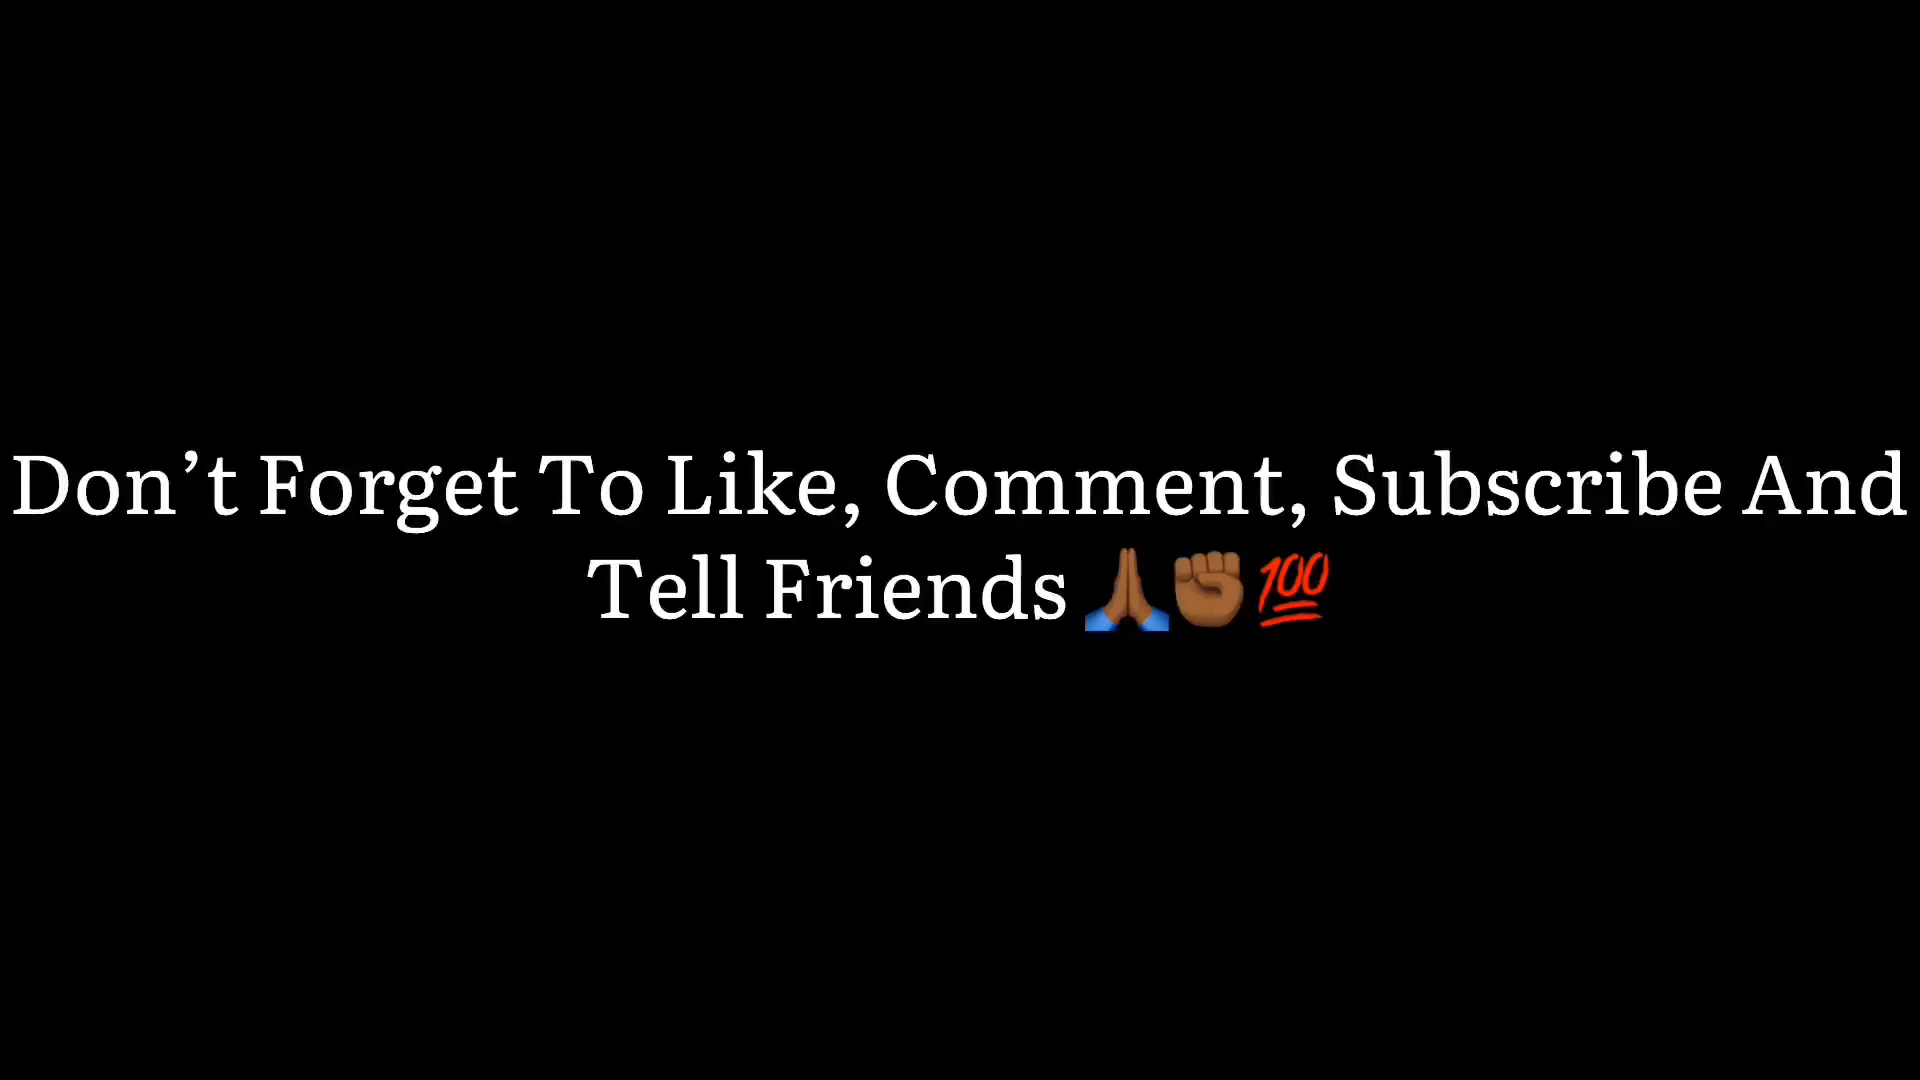 Don’t Forget To Like, Comment, Subscribe And
Tell Friends 🙏🏾✊🏾💯